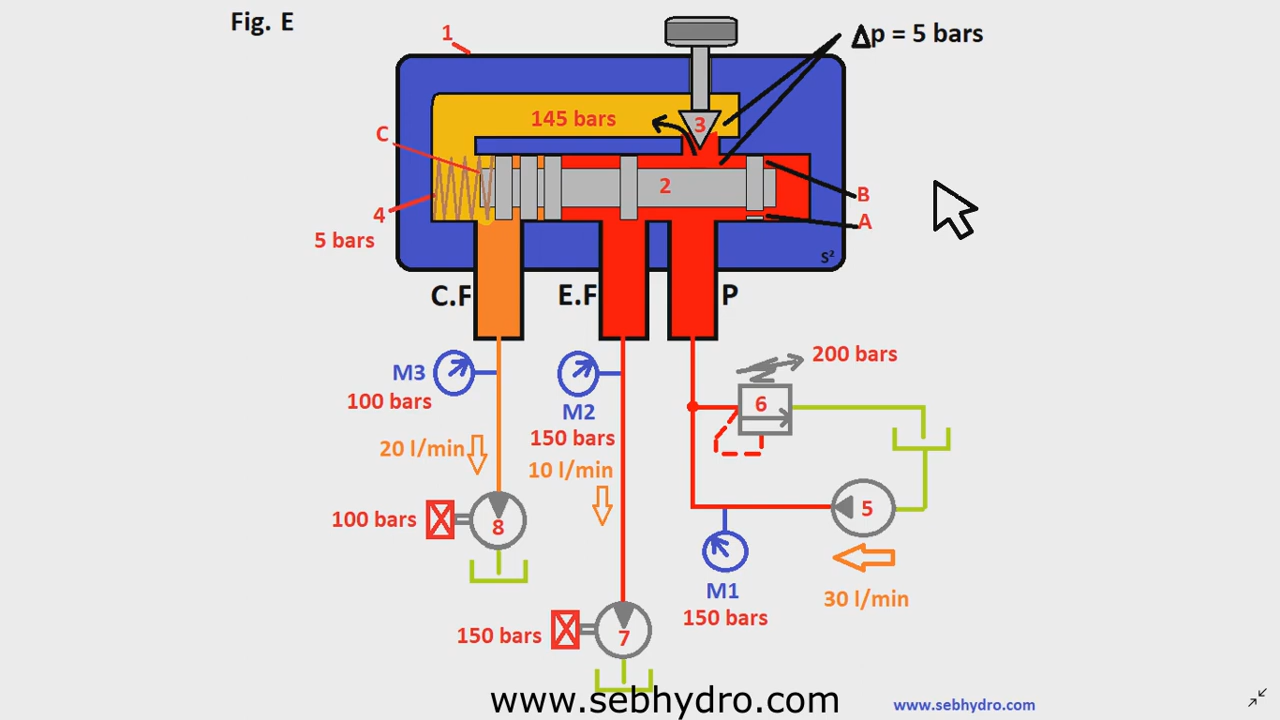 Fig. E
1
Δp = 5 bars
145 bars
3
C
2
B
4
A
5 bars
S²
C.F
E.F
P
M3
100 bars
M2
150 bars
200 bars
6
20 l/min
10 l/min
5
100 bars
8
M1
150 bars
30 l/min
150 bars
7
www.sebhydro.com
www.sebhydro.com